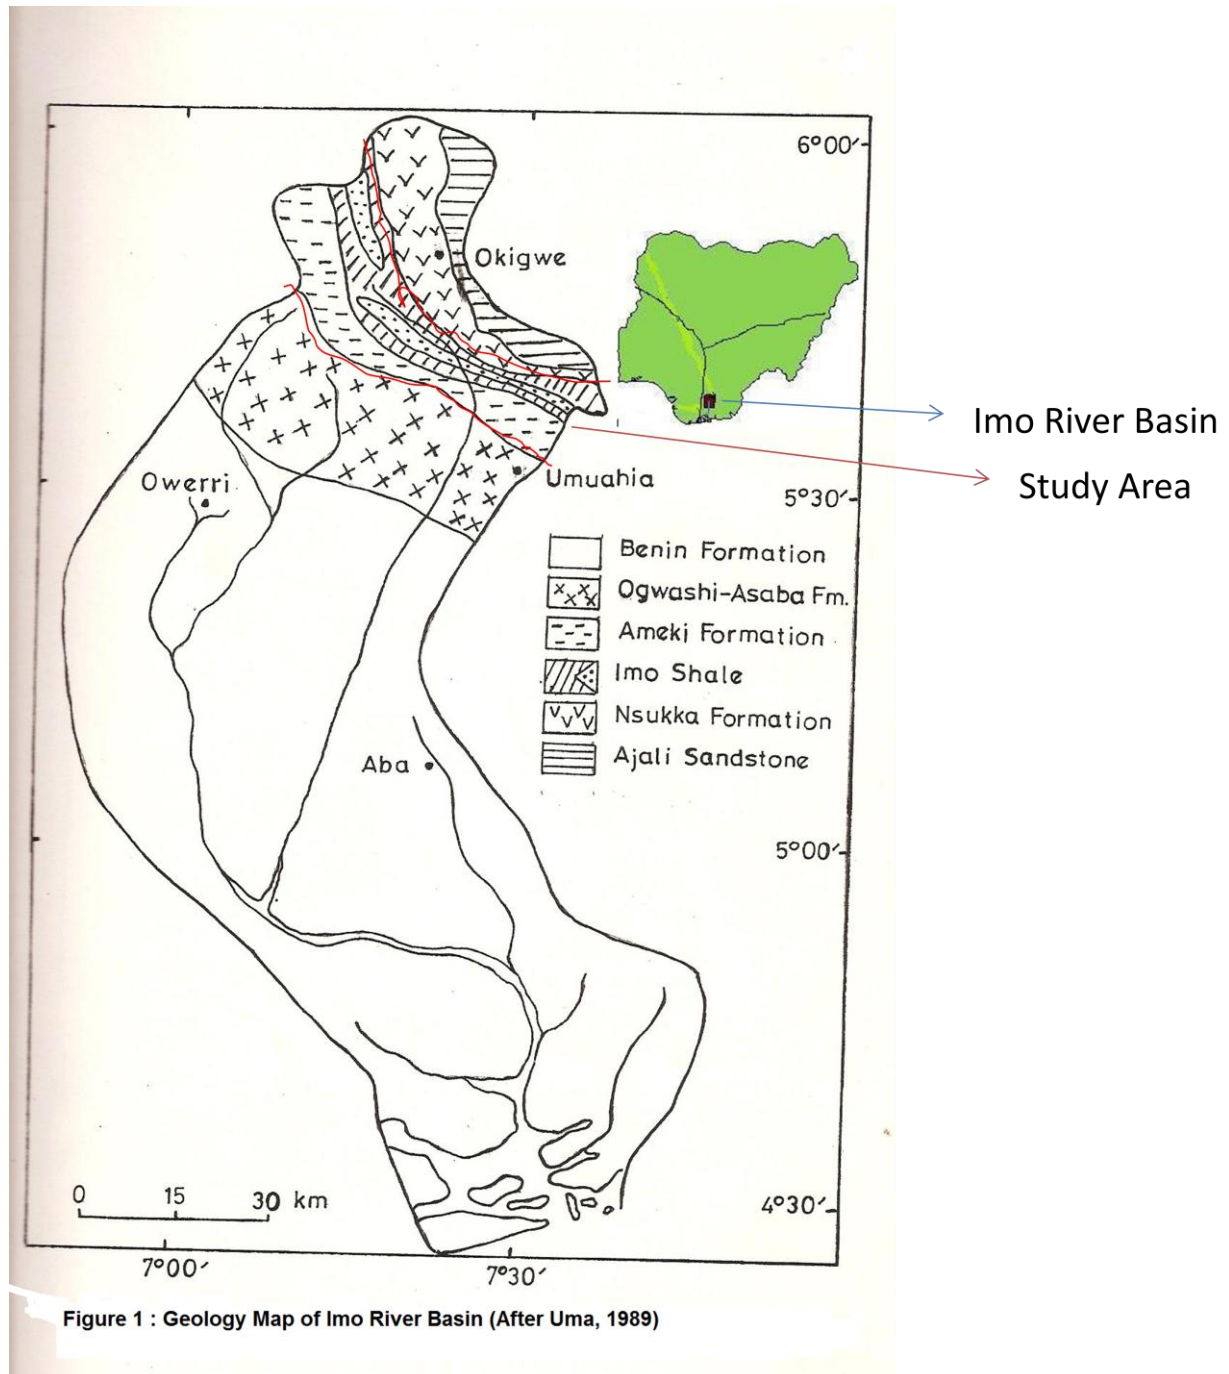 6°00′
Okigwe
Imo River Basin
Study Area
Umuahia
Owerri
5°30′
Benin Formation
Ogwashi-Asaba Fm.
Ameki Formation
Imo Shale
Nsukka Formation
Ajali Sandstone
Aba
5°00′
0 15 30 km
4°30′
7°00′ 7°30′
Figure 1 : Geology Map of Imo River Basin (After Uma, 1989)